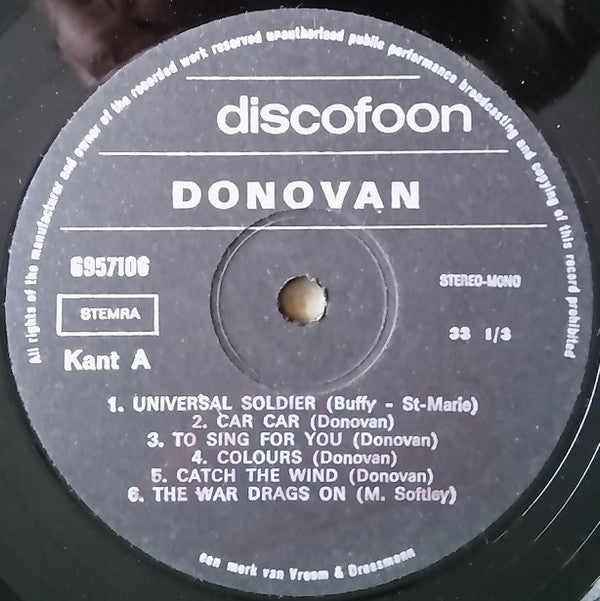 All rights of the manufacturer and owner of the recorded work reserved unauthorised public performance broadcasting and copying of this record prohibited
discofoon
DONOVAN
6957106
STEREO-MONO
STEMRA
33 1/3
Kant A
1. UNIVERSAL SOLDIER (Buffy - St-Marie)
2. CAR CAR (Donovan)
3. TO SING FOR YOU (Donovan)
4. COLOURS (Donovan)
5. CATCH THE WIND (Donovan)
6. THE WAR DRAGS ON (M. Softley)
een merk van Vroom & Dreesmann